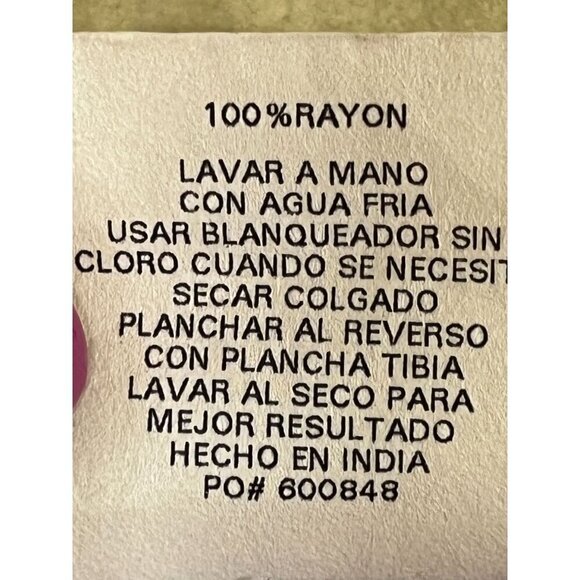 100%RAYON
LAVAR A MANO
CON AGUA FRIA
USAR BLANQUEADOR SIN
CLORO CUANDO SE NECESIT
SECAR COLGADO
PLANCHAR AL REVERSO
CON PLANCHA TIBIA
LAVAR AL SECO PARA
MEJOR RESULTADO
HECHO EN INDIA
PO# 600848